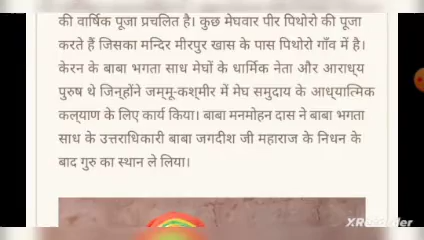 की वार्षिक पूजा प्रचलित है। कुछ मेघवार पीर पिथोरो की पूजा
करते हैं जिसका मन्दिर मीरपुर खास के पास पिथोरो गाँव में है।
केरन के बाबा भगता साध मेघों के धार्मिक नेता और आराध्य
पुरुष थे जिन्होंने जम्मू-कश्मीर में मेघ समुदाय के आध्यात्मिक
कल्याण के लिए कार्य किया। बाबा मनमोहन दास ने बाबा भगता
साध के उत्तराधिकारी बाबा जगदीश जी महाराज के निधन के
बाद गुरु का स्थान ले लिया।
XRecorder